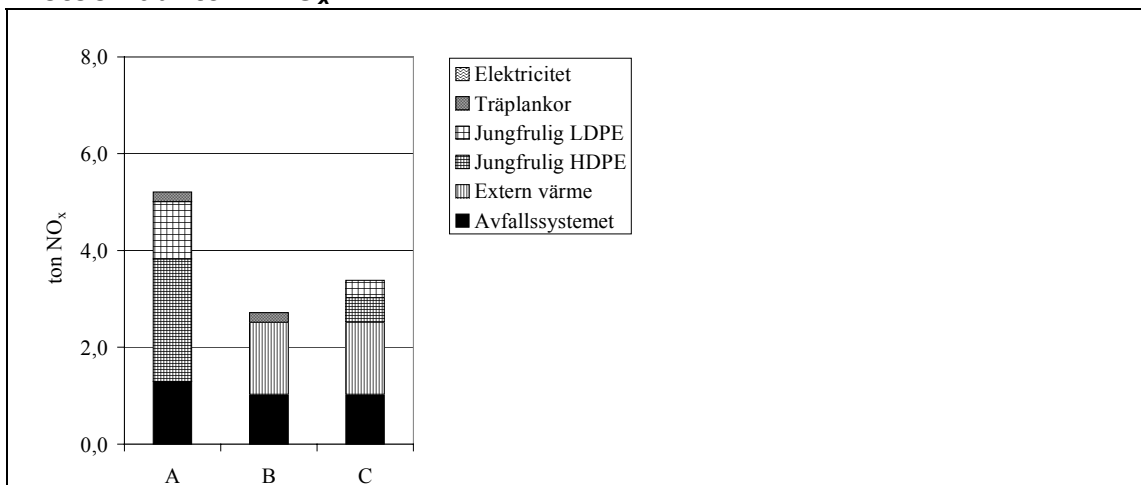 8,0
6,0
4,0
2,0
0,0
ton NOx
A B C
Elektricitet
Träplankor
Jungfrulig LDPE
Jungfrulig HDPE
Extern värme
Avfallssystemet